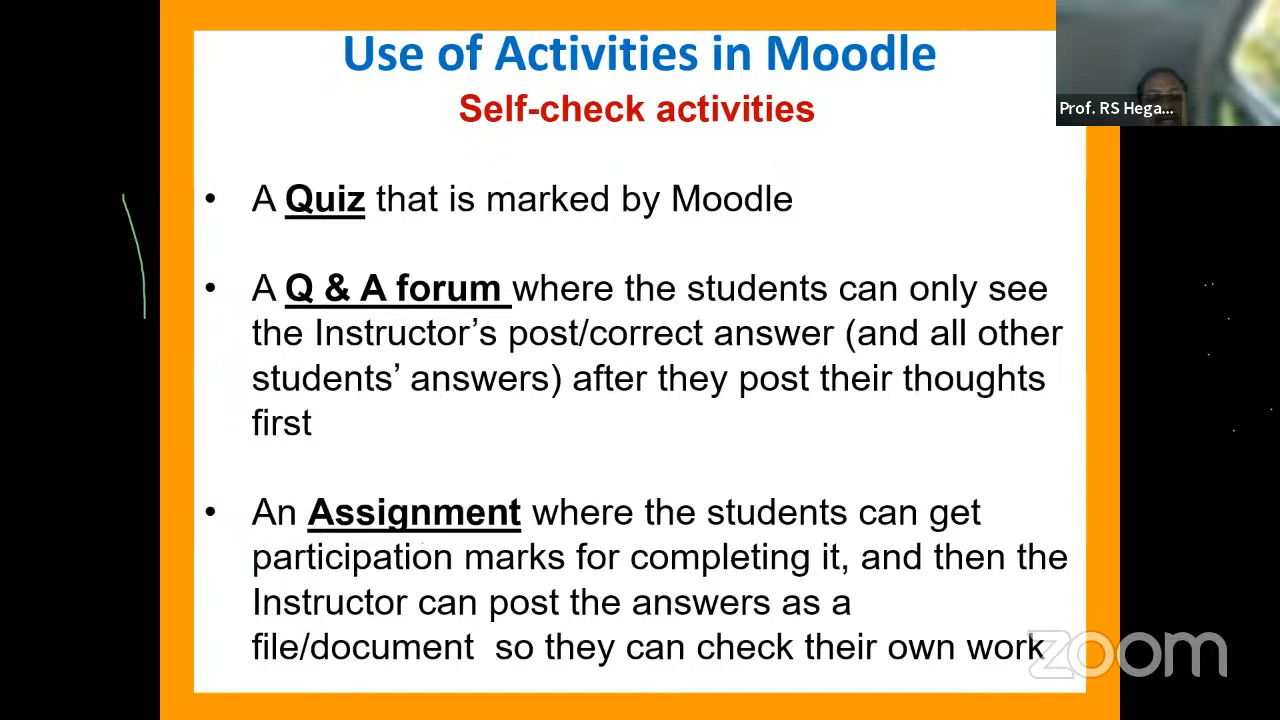 Use of Activities in Moodle
Self-check activities
Prof. RS Hega...
• A Quiz that is marked by Moodle
• A Q & A forum where the students can only see
the Instructor’s post/correct answer (and all other
students’ answers) after they post their thoughts
first
• An Assignment where the students can get
participation marks for completing it, and then the
Instructor can post the answers as a
file/document so they can check their own work
zoom